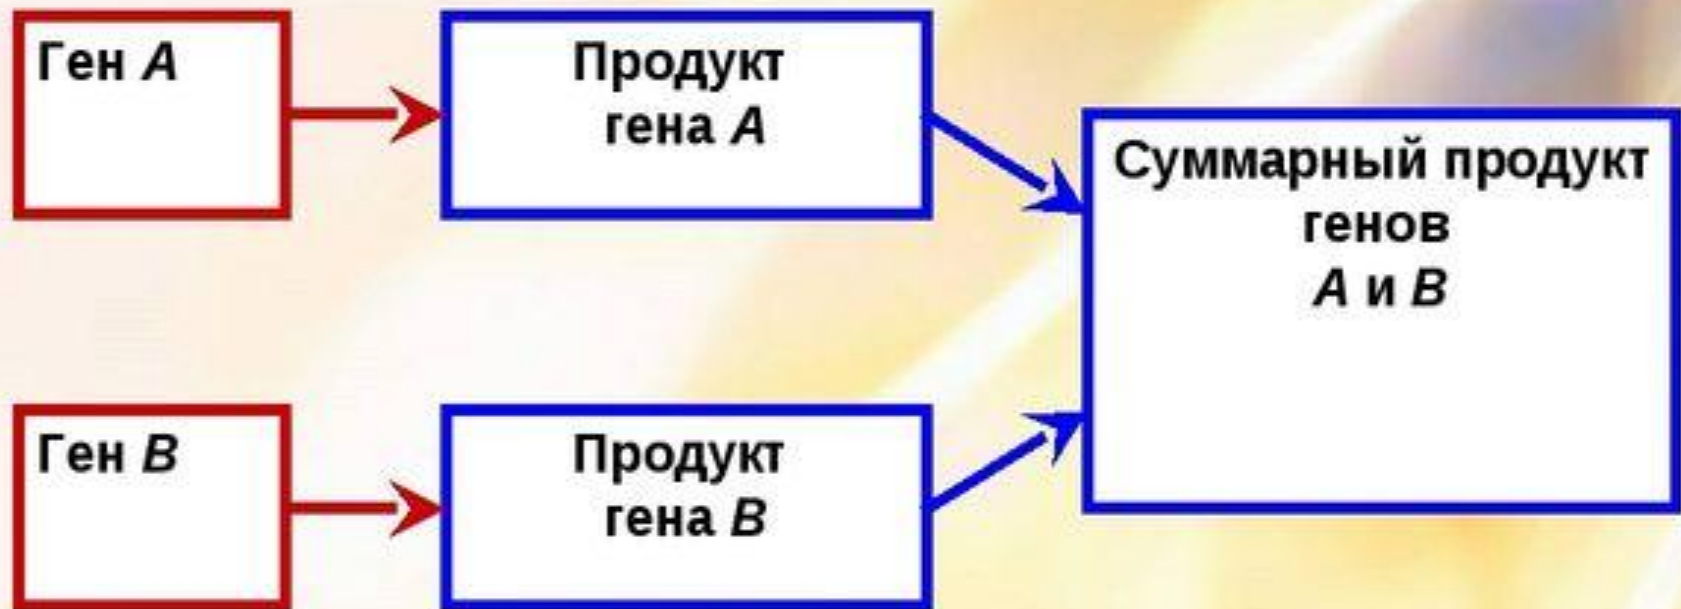 Ген A
Продукт
гена A
Суммарный продукт
генов
A и B
Ген B
Продукт
гена B